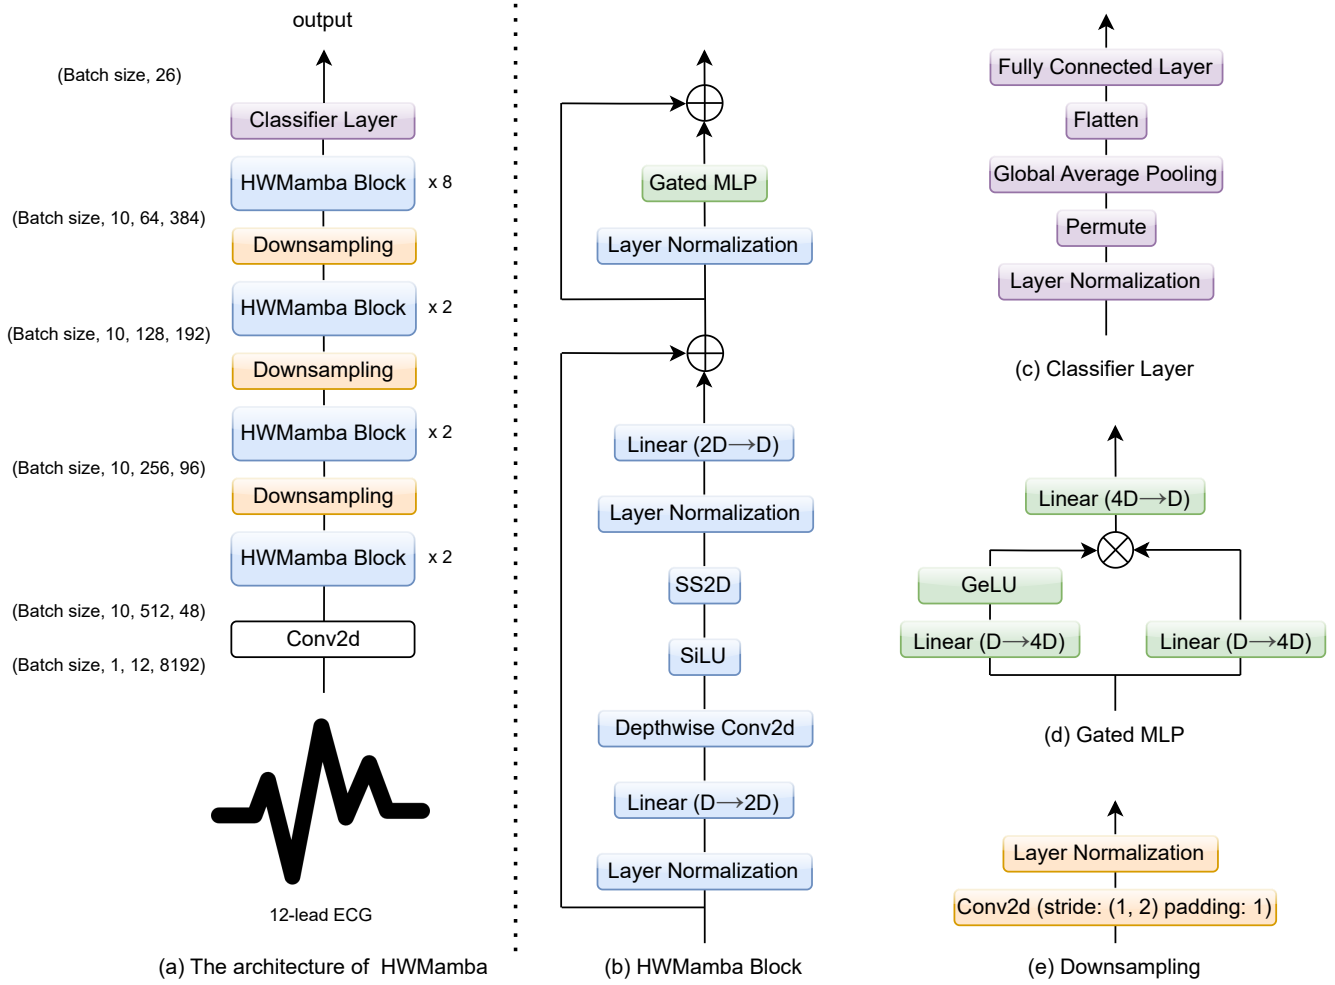 output
(Batch size, 26)
Classifier Layer
HWMamba Block
x 8
(Batch size, 10, 64, 384)
Downsampling
HWMamba Block
x 2
(Batch size, 10, 128, 192)
Downsampling
HWMamba Block
x 2
(Batch size, 10, 256, 96)
Downsampling
HWMamba Block
x 2
(Batch size, 10, 512, 48)
Conv2d
(Batch size, 1, 12, 8192)
12-lead ECG
(a) The architecture of HWMamba
Gated MLP
Layer Normalization
Linear (2D→D)
Layer Normalization
SS2D
SiLU
Depthwise Conv2d
Linear (D→2D)
Layer Normalization
(b) HWMamba Block
Fully Connected Layer
Flatten
Global Average Pooling
Permute
Layer Normalization
(c) Classifier Layer
Linear (4D→D)
GeLU
Linear (D→4D)
Linear (D→4D)
(d) Gated MLP
Layer Normalization
Conv2d (stride: (1, 2) padding: 1)
(e) Downsampling